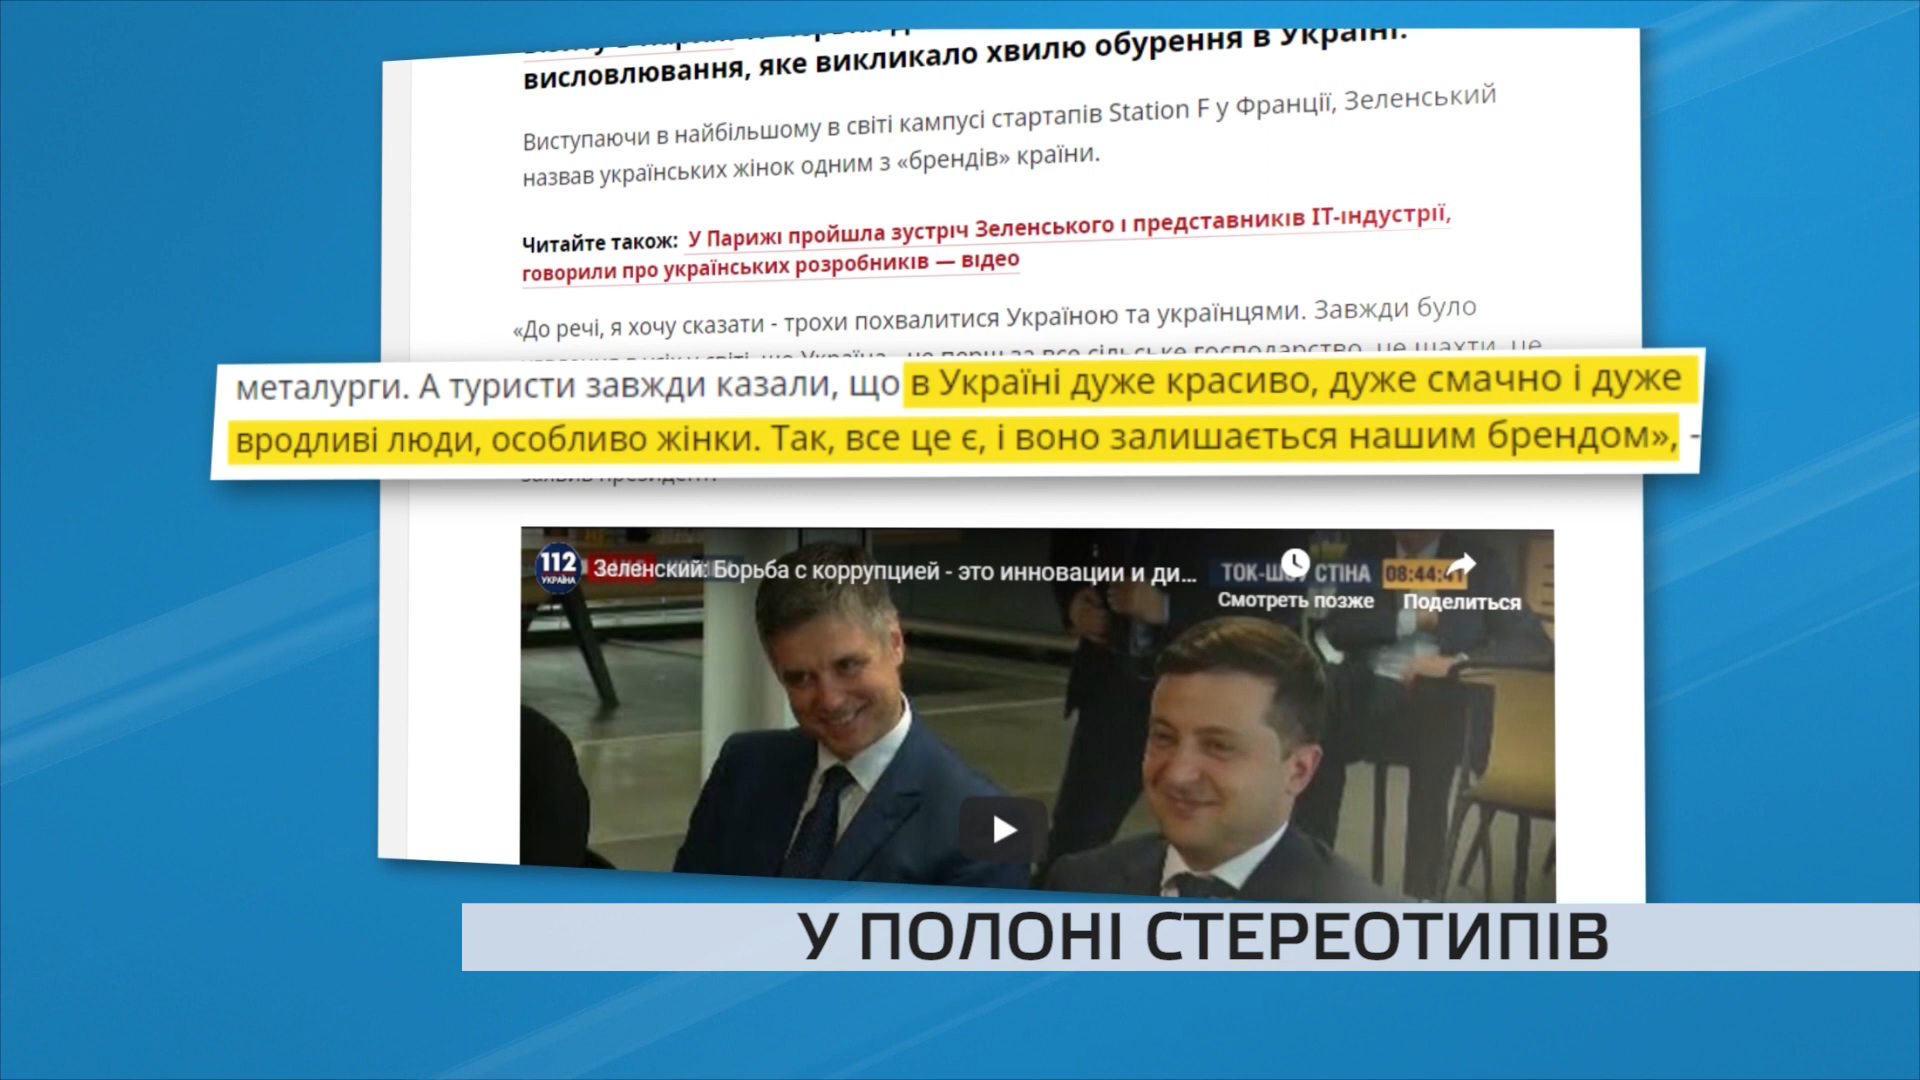 висловлювання, яке викликало хвилю обурення в Україні.
Виступаючи в найбільшому в світі кампусі стартапів Station F у Франції, Зеленський
назвав українських жінок одним з «брендів» країни.
Читайте також: У Парижі пройшла зустріч Зеленського і представників ІТ-індустрії,
говорили про українських розробників — відео
«До речі, я хочу сказати - трохи похвалитися Україною та українцями. Завжди було
металурги. А туристи завжди казали, що в Україні дуже красиво, дуже смачно і дуже
вродливі люди, особливо жінки. Так, все це є, і воно залишається нашим брендом», -
112 УКРАЇНА
Зеленский: Борьба с коррупцией - это инновации и ди...
ТОК-ШОУ СТІНА 08:44:41
Смотреть позже Поделиться
У ПОЛОНІ СТЕРЕОТИПІВ